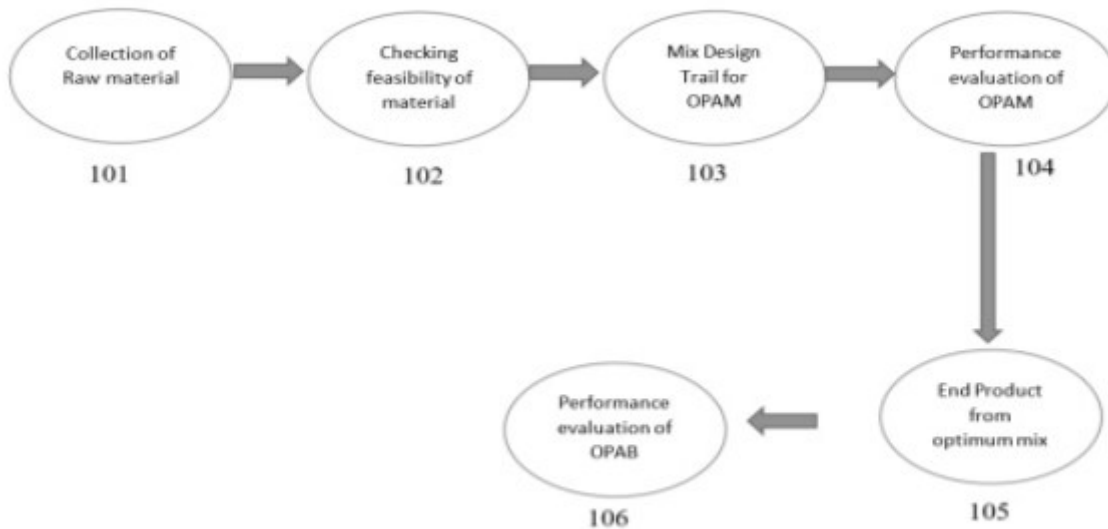 Collection of
Raw material
101
Checking
feasibility of
material
102
Mix Design
Trail for
OPAM
103
Performance
evaluation of
OPAM
104
End Product
from
optimum mix
105
Performance
evaluation of
OPAB
106